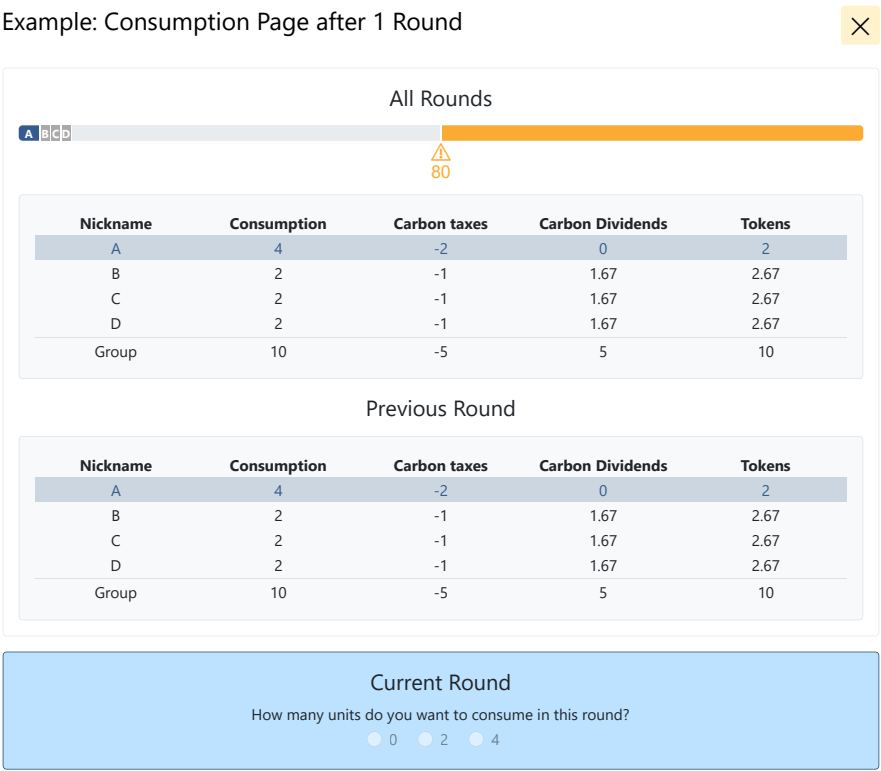 Example: Consumption Page after 1 Round
All Rounds
A B C D
80
Nickname Consumption Carbon taxes Carbon Dividends Tokens
A 4 -2 0 2
B 2 -1 1.67 2.67
C 2 -1 1.67 2.67
D 2 -1 1.67 2.67
Group 10 -5 5 10
Previous Round
Nickname Consumption Carbon taxes Carbon Dividends Tokens
A 4 -2 0 2
B 2 -1 1.67 2.67
C 2 -1 1.67 2.67
D 2 -1 1.67 2.67
Group 10 -5 5 10
Current Round
How many units do you want to consume in this round?
0 2 4